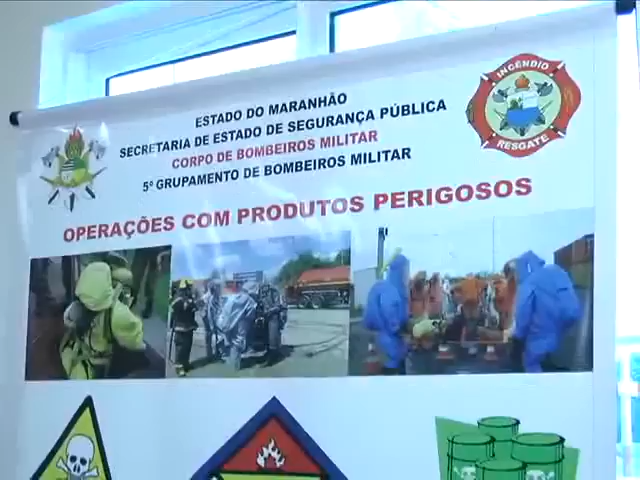 ESTADO DO MARANHÃO
SECRETARIA DE ESTADO DE SEGURANÇA PÚBLICA
CORPO DE BOMBEIROS MILITAR
5º GRUPAMENTO DE BOMBEIROS MILITAR
INCÊNDIO
RESGATE
OPERAÇÕES COM PRODUTOS PERIGOSOS